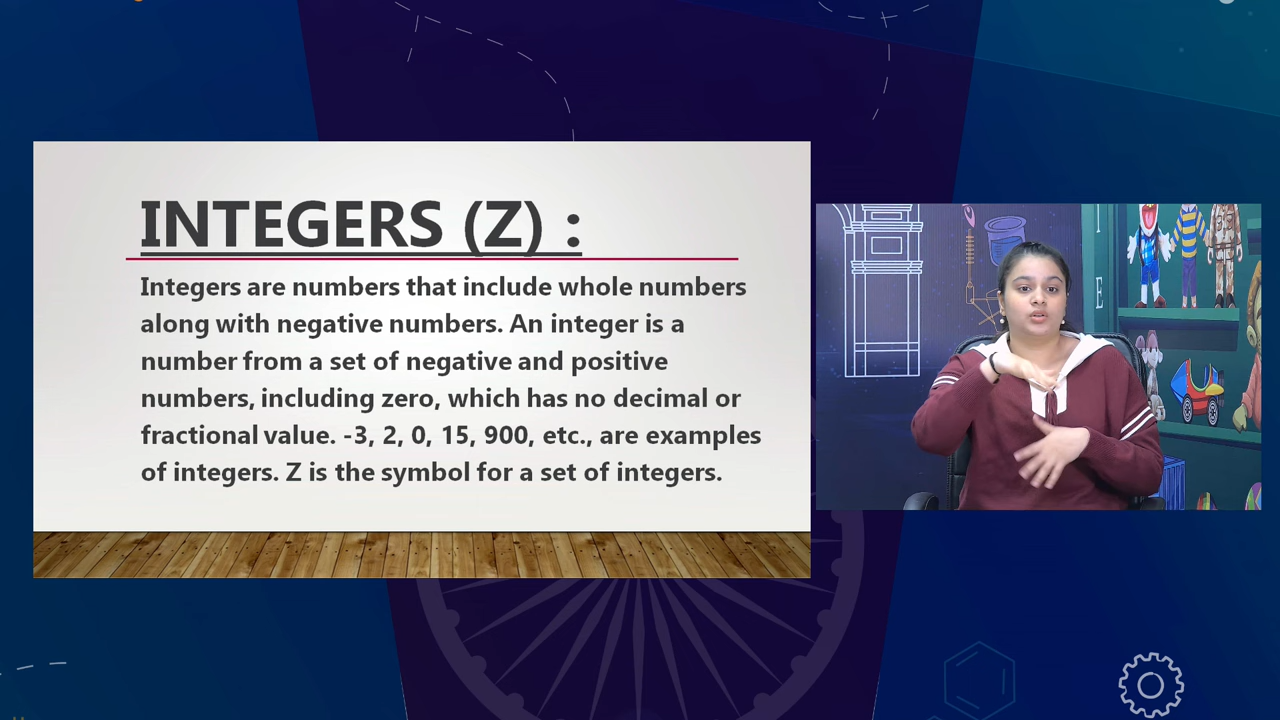 INTEGERS (Z) :
Integers are numbers that include whole numbers
along with negative numbers. An integer is a
number from a set of negative and positive
numbers, including zero, which has no decimal or
fractional value. -3, 2, 0, 15, 900, etc., are examples
of integers. Z is the symbol for a set of integers.